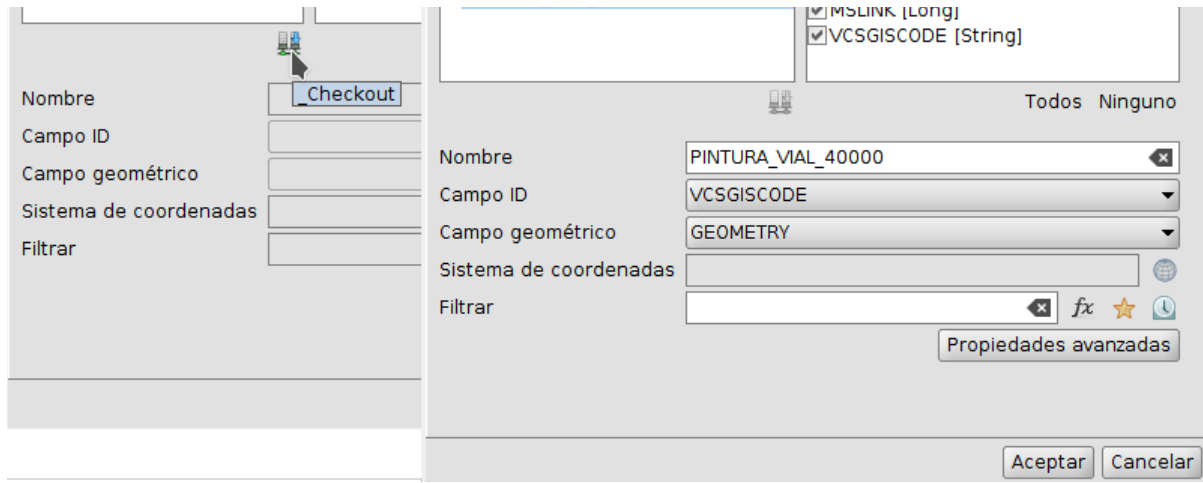 _Checkout
Nombre
Campo ID
Campo geométrico
Sistema de coordenadas
Filtrar
MSLINK [Long]
VCSGISCODE [String]
Todos Ninguno
Nombre PINTURA_VIAL_40000
Campo ID VCSGISCODE
Campo geométrico GEOMETRY
Sistema de coordenadas
Filtrar fx
Propiedades avanzadas
Aceptar Cancelar